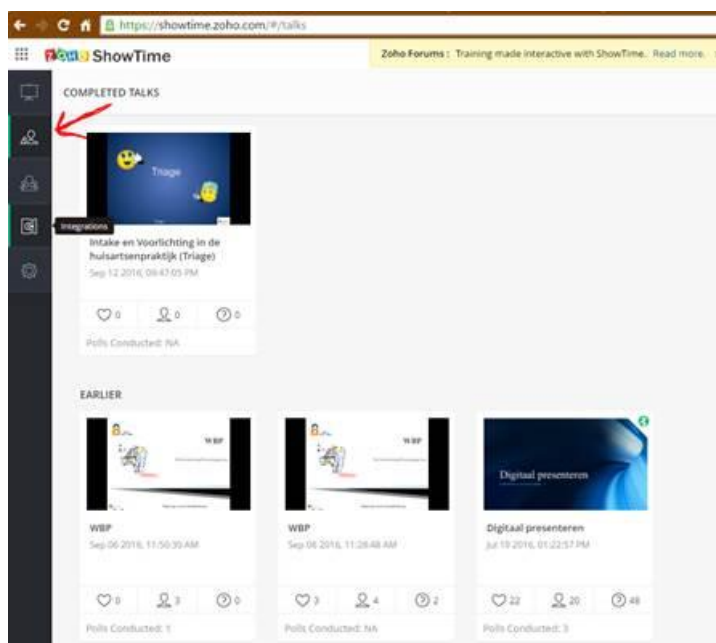 https://showtime.zoho.com/#/talks
ZOHO ShowTime
Zoho Forums : Training made interactive with ShowTime. Read more.
COMPLETED TALKS
Triage
Integrations
Intake en Voorlichting in de
huisartsenpraktijk (Triage)
Sep 12 2016, 08:47:05 PM
0 0 0
Polls Conducted: NA
EARLIER
WBP
WBP
Digitaal presenteren
WBP
Sep 06 2016, 11:50:30 AM
0 3 0
Polls Conducted: 1
WBP
Sep 06 2016, 11:28:48 AM
3 4 2
Polls Conducted: NA
Digitaal presenteren
Jul 19 2016, 01:22:57 PM
22 20 48
Polls Conducted: 3